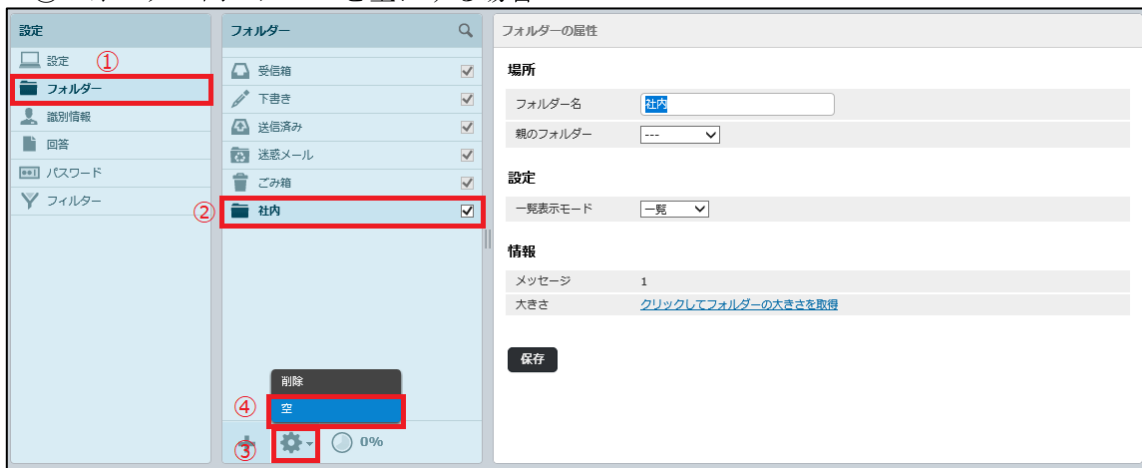 設定
① 設定
フォルダー
識別情報
回答
パスワード
フィルター
フォルダー
受信箱
下書き
送信済み
迷惑メール
ごみ箱
② 社内
削除
④ 空
③ 0%
フォルダーの属性
場所
フォルダー名 社内
親のフォルダー ---
設定
一覧表示モード 一覧
情報
メッセージ 1
大きさ クリックしてフォルダーの大きさを取得
保存